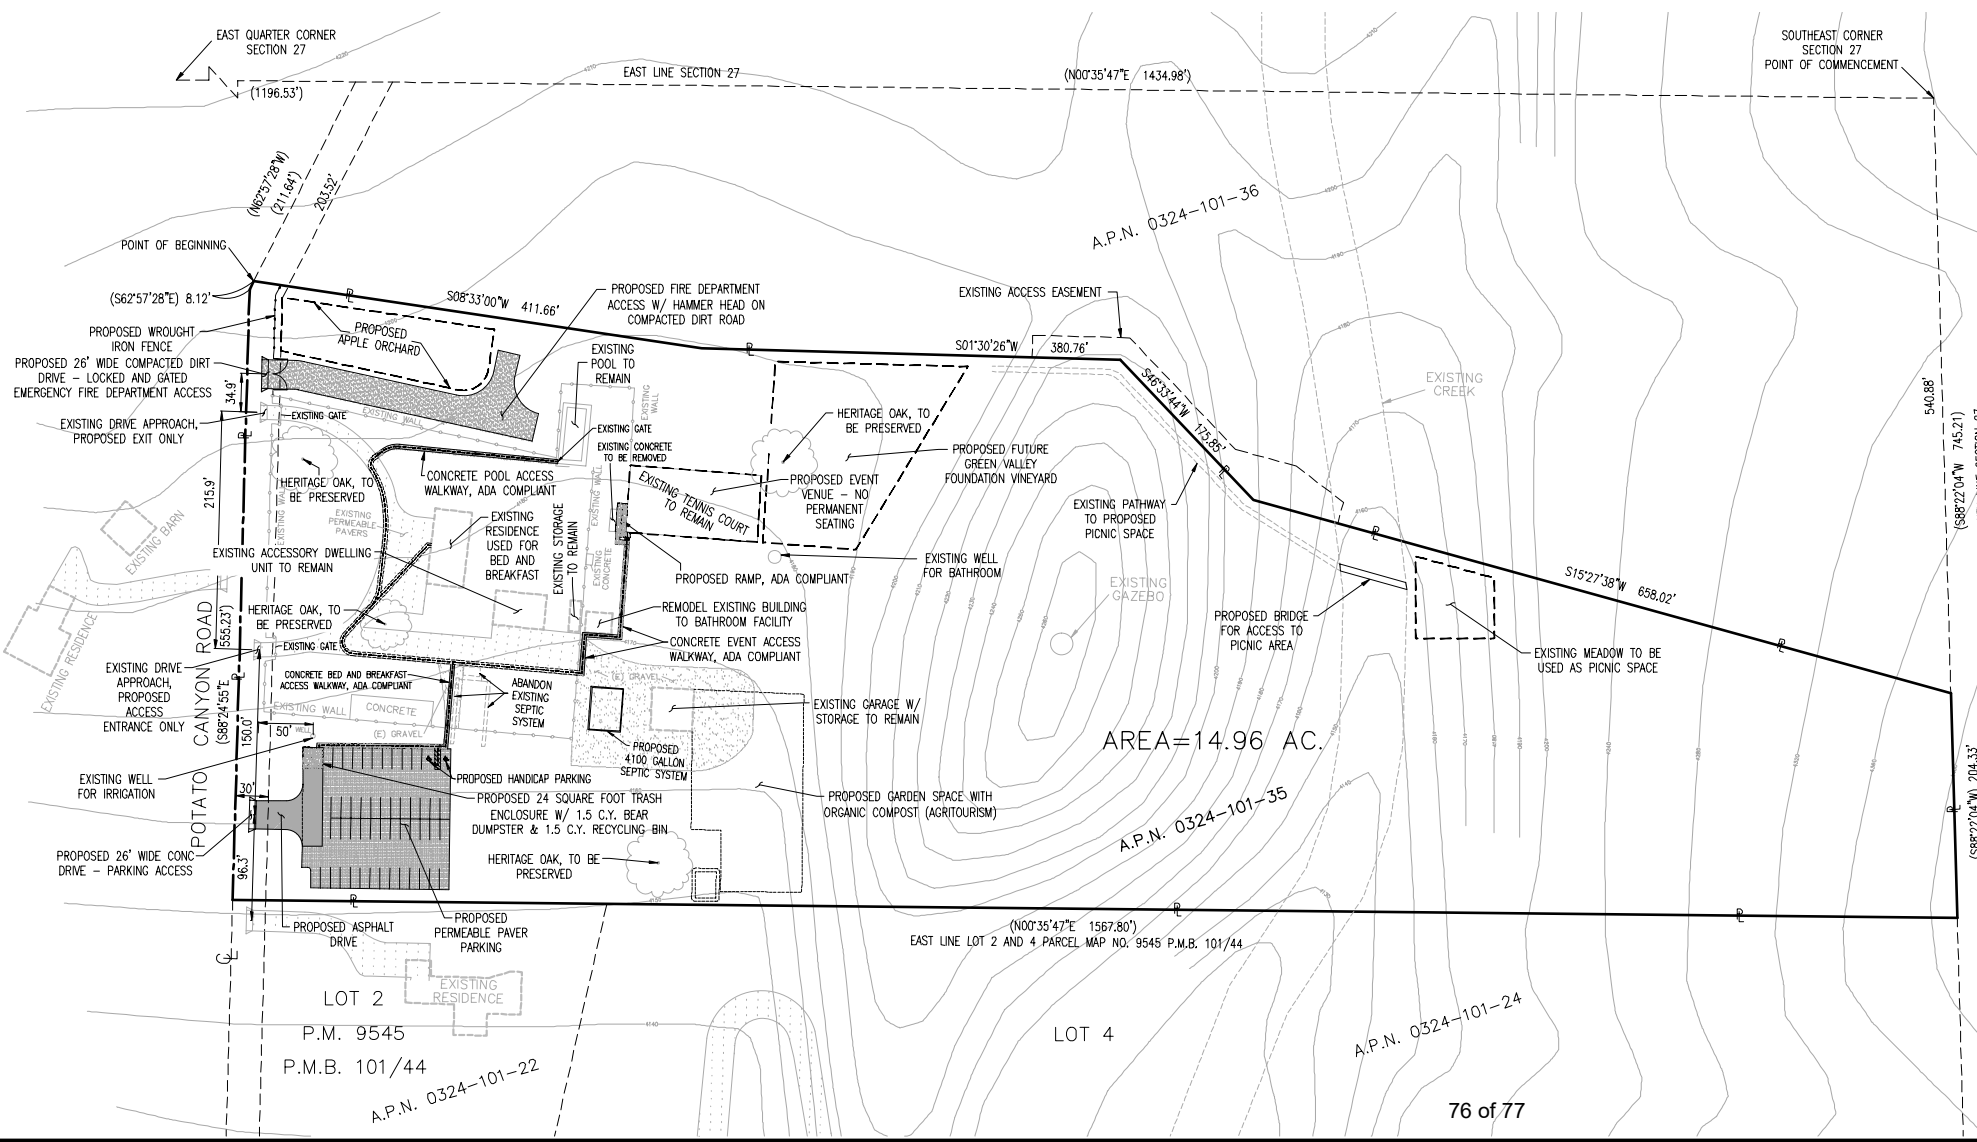 EAST QUARTER CORNER
SECTION 27
(1196.53')
EAST LINE SECTION 27
(N00°35'47"E 1434.98')
SOUTHEAST CORNER
SECTION 27
POINT OF COMMENCEMENT
(N62°57'28"W)
(211.64')
203.52'
A.P.N. 0324-101-36
POINT OF BEGINNING
(S62°57'28"E) 8.12'
S08°33'00"W 411.66'
PROPOSED FIRE DEPARTMENT
ACCESS W/ HAMMER HEAD ON
COMPACTED DIRT ROAD
EXISTING ACCESS EASEMENT
S01°30'26"W 380.76'
PROPOSED WROUGHT
IRON FENCE
PROPOSED
APPLE ORCHARD
PROPOSED 26' WIDE COMPACTED DIRT
DRIVE – LOCKED AND GATED
EMERGENCY FIRE DEPARTMENT ACCESS
34.9'
EXISTING
POOL TO
REMAIN
EXISTING
WALL
S46°33'44"W 175.85'
EXISTING
CREEK
540.88'
(S88°22'04"W 745.21)
EXISTING DRIVE APPROACH,
PROPOSED EXIT ONLY
EXISTING GATE
EXISTING WALL
EXISTING GATE
EXISTING CONCRETE
TO BE REMOVED
HERITAGE OAK, TO
BE PRESERVED
PROPOSED FUTURE
GREEN VALLEY
FOUNDATION VINEYARD
HERITAGE OAK, TO
BE PRESERVED
CONCRETE POOL ACCESS
WALKWAY, ADA COMPLIANT
EXISTING WALL
EXISTING TENNIS COURT
TO REMAIN
PROPOSED EVENT
VENUE – NO
PERMANENT
SEATING
EXISTING PATHWAY
TO PROPOSED
PICNIC SPACE
215.9'
EXISTING WALL
EXISTING
PERMEABLE
PAVERS
EXISTING
RESIDENCE
USED FOR
BED AND
BREAKFAST
EXISTING STORAGE
TO REMAIN
EXISTING
CONCRETE
EXISTING BARN
EXISTING ACCESSORY DWELLING
UNIT TO REMAIN
EXISTING WELL
FOR BATHROOM
PROPOSED RAMP, ADA COMPLIANT
EXISTING
GAZEBO
S15°27'38"W 658.02'
HERITAGE OAK, TO
BE PRESERVED
REMODEL EXISTING BUILDING
TO BATHROOM FACILITY
PROPOSED BRIDGE
FOR ACCESS TO
PICNIC AREA
EXISTING RESIDENCE
POTATO CANYON ROAD
(S88°24'55"E 555.23')
EXISTING GATE
CONCRETE EVENT ACCESS
WALKWAY, ADA COMPLIANT
EXISTING MEADOW TO BE
USED AS PICNIC SPACE
EXISTING DRIVE
APPROACH,
PROPOSED
ACCESS
ENTRANCE ONLY
CONCRETE BED AND BREAKFAST
ACCESS WALKWAY, ADA COMPLIANT
ABANDON
EXISTING
SEPTIC
SYSTEM
(E) GRAVEL
EXISTING WALL
CONCRETE
EXISTING GARAGE W/
STORAGE TO REMAIN
150.0'
50'
WELL
(E) GRAVEL
AREA=14.96 AC.
PROPOSED
4100 GALLON
SEPTIC SYSTEM
EXISTING WELL
FOR IRRIGATION
30'
PROPOSED HANDICAP PARKING
PROPOSED 24 SQUARE FOOT TRASH
ENCLOSURE W/ 1.5 C.Y. BEAR
DUMPSTER & 1.5 C.Y. RECYCLING BIN
PROPOSED GARDEN SPACE WITH
ORGANIC COMPOST (AGRITOURISM)
A.P.N. 0324-101-35
(S88°22'04"W) 204.33'
PROPOSED 26' WIDE CONC
DRIVE – PARKING ACCESS
96.3'
HERITAGE OAK, TO BE
PRESERVED
PROPOSED ASPHALT
DRIVE
PROPOSED
PERMEABLE PAVER
PARKING
(N00°35'47"E 1567.80')
EAST LINE LOT 2 AND 4 PARCEL MAP NO. 9545 P.M.B. 101/44
EXISTING
RESIDENCE
LOT 2
P.M. 9545
P.M.B. 101/44
A.P.N. 0324-101-22
LOT 4
A.P.N. 0324-101-24
76 of 77